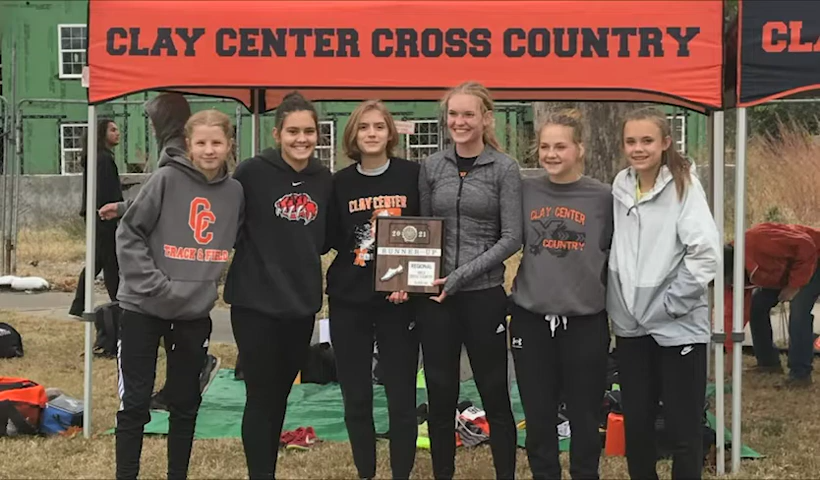 CLAY CENTER CROSS COUNTRY
CLA
CC
TRACK & FIELD
CLAY CENTER
CLAY CENTER
COUNTRY
2021
RUNNER-UP
REGIONAL